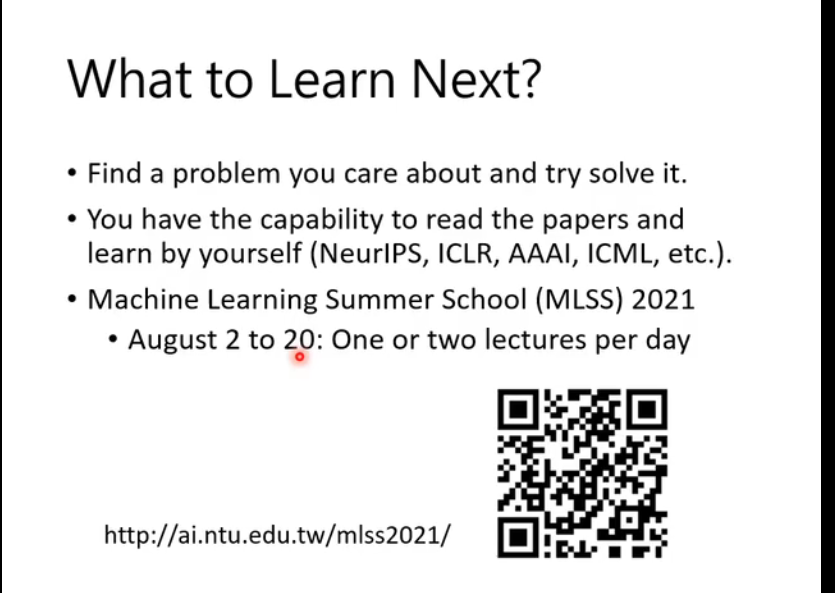 What to Learn Next?
• Find a problem you care about and try solve it.
• You have the capability to read the papers and
learn by yourself (NeurIPS, ICLR, AAAI, ICML, etc.).
• Machine Learning Summer School (MLSS) 2021
• August 2 to 20: One or two lectures per day
http://ai.ntu.edu.tw/mlss2021/